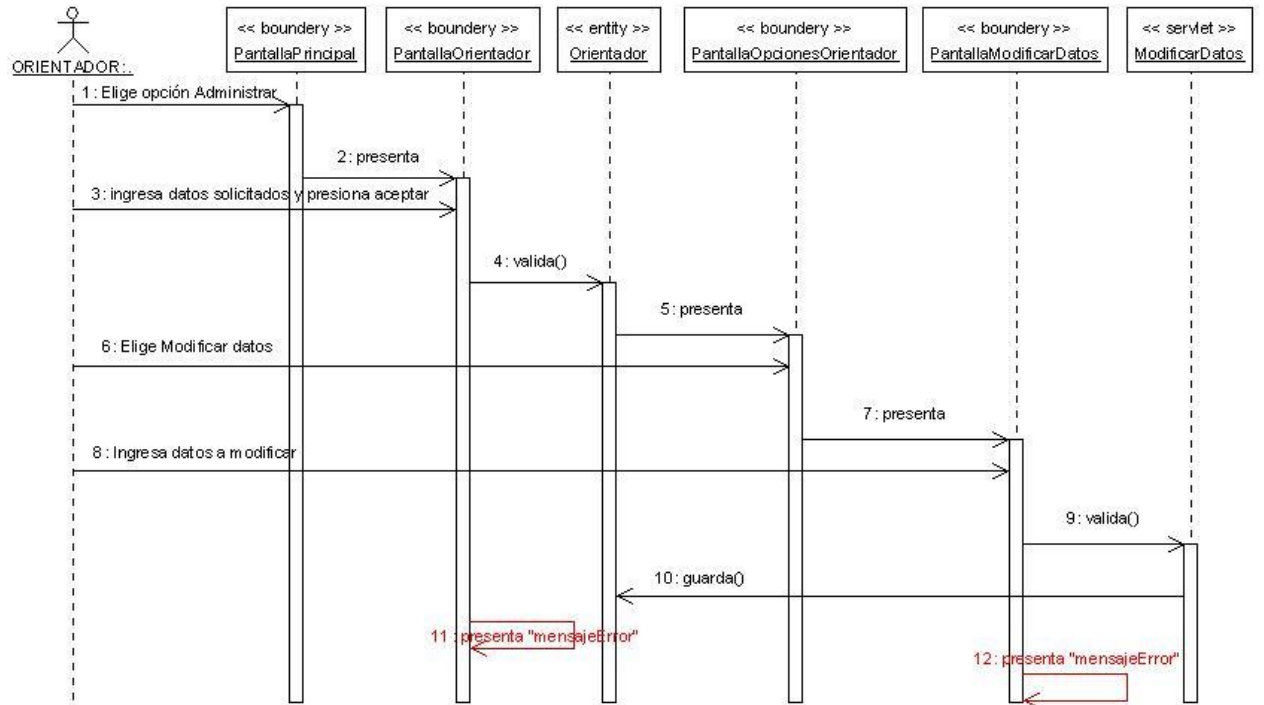 << boundery >>
PantallaPrincipal
<< boundery >>
PantallaOrientador
<< entity >>
Orientador
<< boundery >>
PantallaOpcionesOrientador
<< boundery >>
PantallaModificarDatos
<< servlet >>
ModificarDatos
ORIENTADOR:.
1 : Elige opción Administrar
2 : presenta
3 : ingresa datos solicitados y presiona aceptar
4 : valida()
5 : presenta
6 : Elige Modificar datos
7 : presenta
8 : Ingresa datos a modificar
9 : valida()
10 : guarda()
11 : presenta "mensajeError"
12 : presenta "mensajeError"